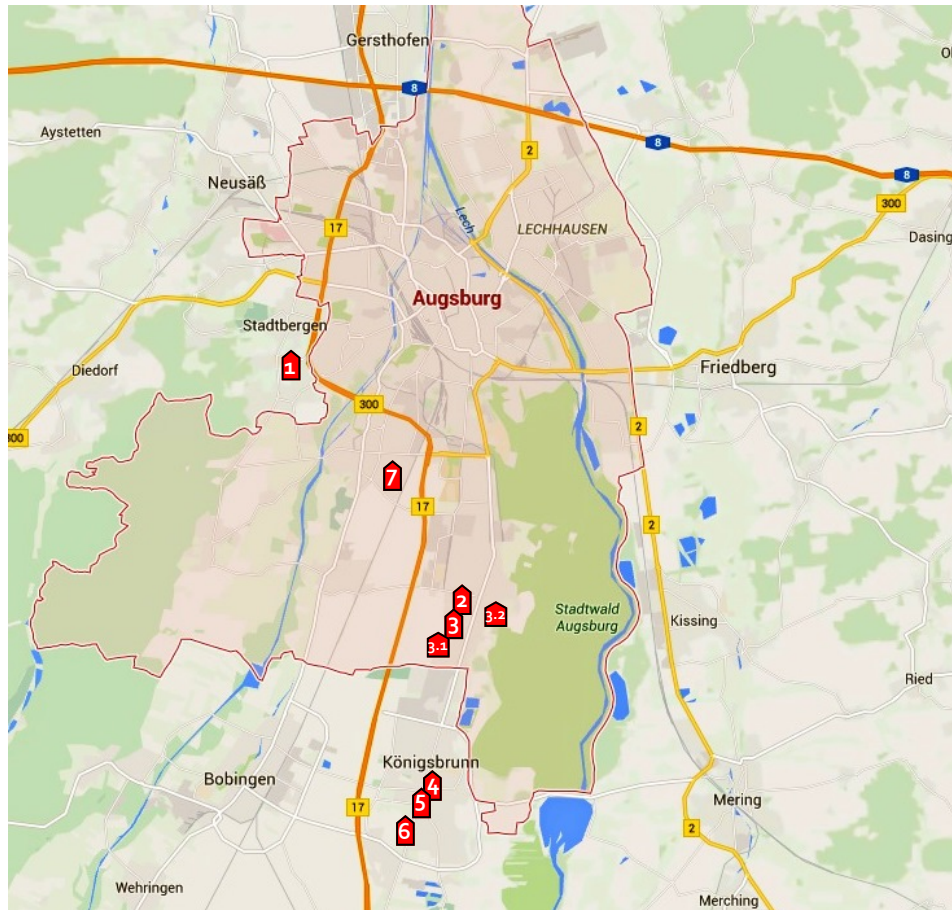 Gersthofen
O
8
8
Aystetten
2
8
Neusäß
300
Lech
17
LECHHAUSEN
Dasing
Augsburg
Stadtbergen
1
Diedorf
Friedberg
300
2
300
7
17
2
2
3.2
Stadtwald
Augsburg
Kissing
3
3.1
Ried
Königsbrunn
Bobingen
4
5
17
Mering
6
2
Wehringen
Merching